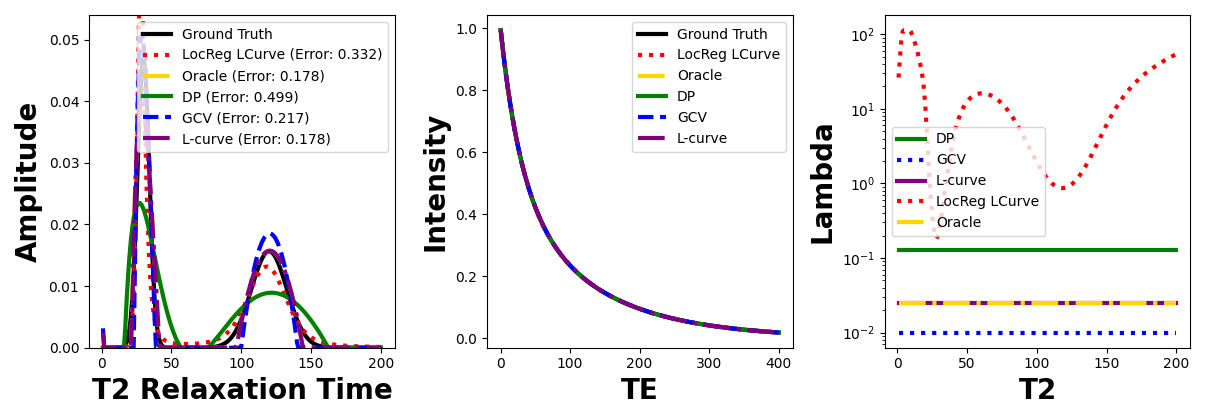 Amplitude
0.05
0.04
0.03
0.02
0.01
0.00
0
50
100
150
200
T2 Relaxation Time
Ground Truth
LocReg LCurve (Error: 0.332)
Oracle (Error: 0.178)
DP (Error: 0.499)
GCV (Error: 0.217)
L-curve (Error: 0.178)
Intensity
1.0
0.8
0.6
0.4
0.2
0.0
0
100
200
300
400
TE
Ground Truth
LocReg LCurve
Oracle
DP
GCV
L-curve
Lambda
10²
10¹
10⁰
10⁻¹
10⁻²
0
50
100
150
200
T2
DP
GCV
L-curve
LocReg LCurve
Oracle